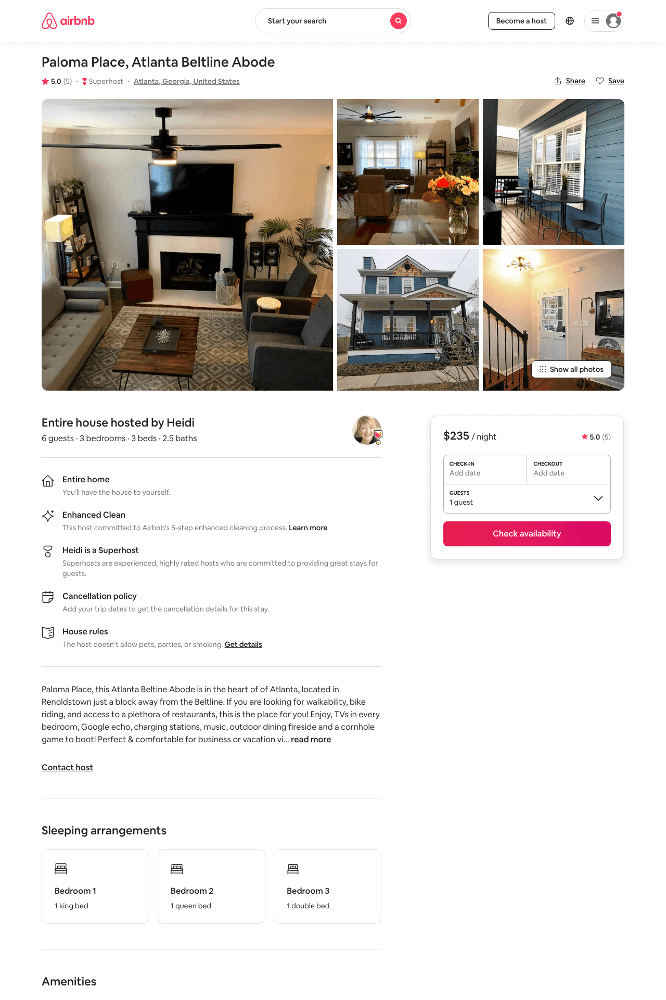 airbnb
Start your search
Become a host
Paloma Place, Atlanta Beltline Abode
5.0 (5) · Superhost · Atlanta, Georgia, United States
Share
Save
Show all photos
Entire house hosted by Heidi
6 guests · 3 bedrooms · 3 beds · 2.5 baths
$235 / night
5.0 (5)
CHECK-IN
Add date
CHECKOUT
Add date
GUESTS
1 guest
Check availability
Entire home
You’ll have the house to yourself.
Enhanced Clean
This host committed to Airbnb's 5-step enhanced cleaning process. Learn more
Heidi is a Superhost
Superhosts are experienced, highly rated hosts who are committed to providing great stays for
guests.
Cancellation policy
Add your trip dates to get the cancellation details for this stay.
House rules
The host doesn’t allow pets, parties, or smoking. Get details
Paloma Place, this Atlanta Beltine Abode is in the heart of of Atlanta, located in
Renoldstown just a block away from the Beltline. If you are looking for walkability, bike
riding, and access to a plethora of restaurants, this is the place for you! Enjoy, TVs in every
bedroom, Google echo, charging stations, music, outdoor dining fireside and a cornhole
game to boot! Perfect & comfortable for business or vacation vi... read more
Contact host
Sleeping arrangements
Bedroom 1
1 king bed
Bedroom 2
1 queen bed
Bedroom 3
1 double bed
Amenities